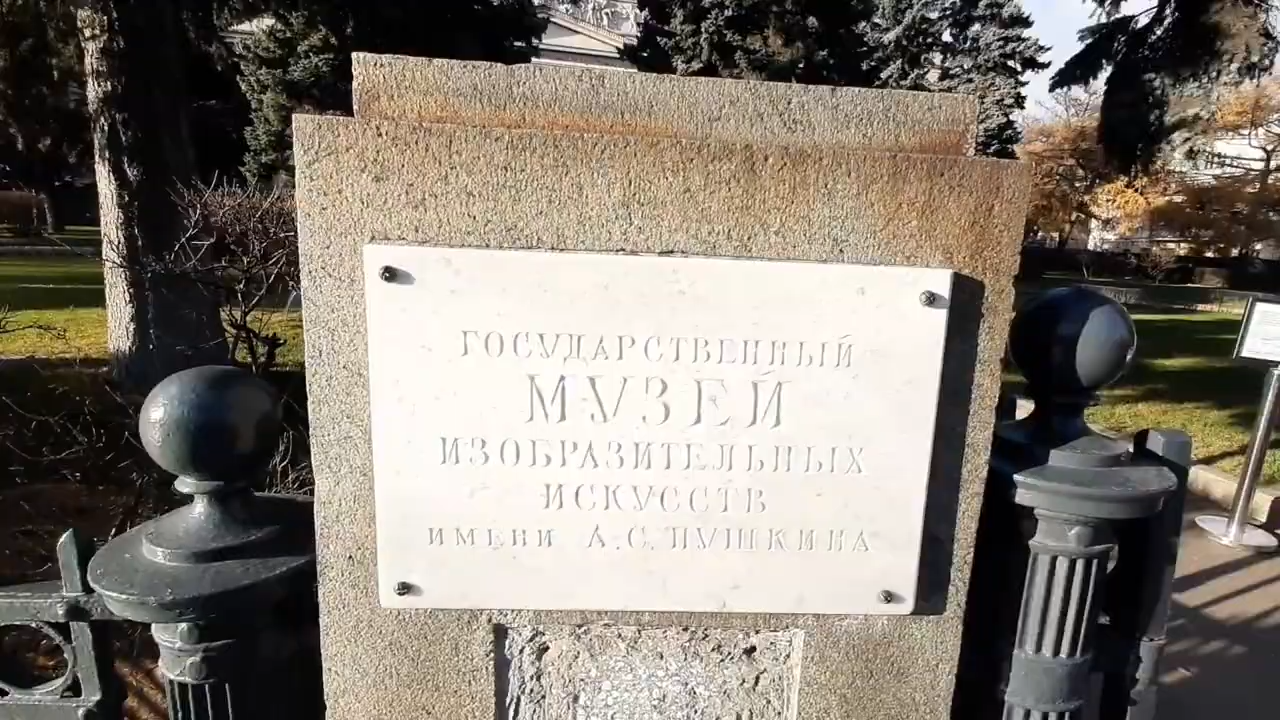 ГОСУДАРСТВЕННЫЙ
МУЗЕЙ
ИЗОБРАЗИТЕЛЬНЫХ
ИСКУССТВ
ИМЕНИ А.С.ПУШКИНА